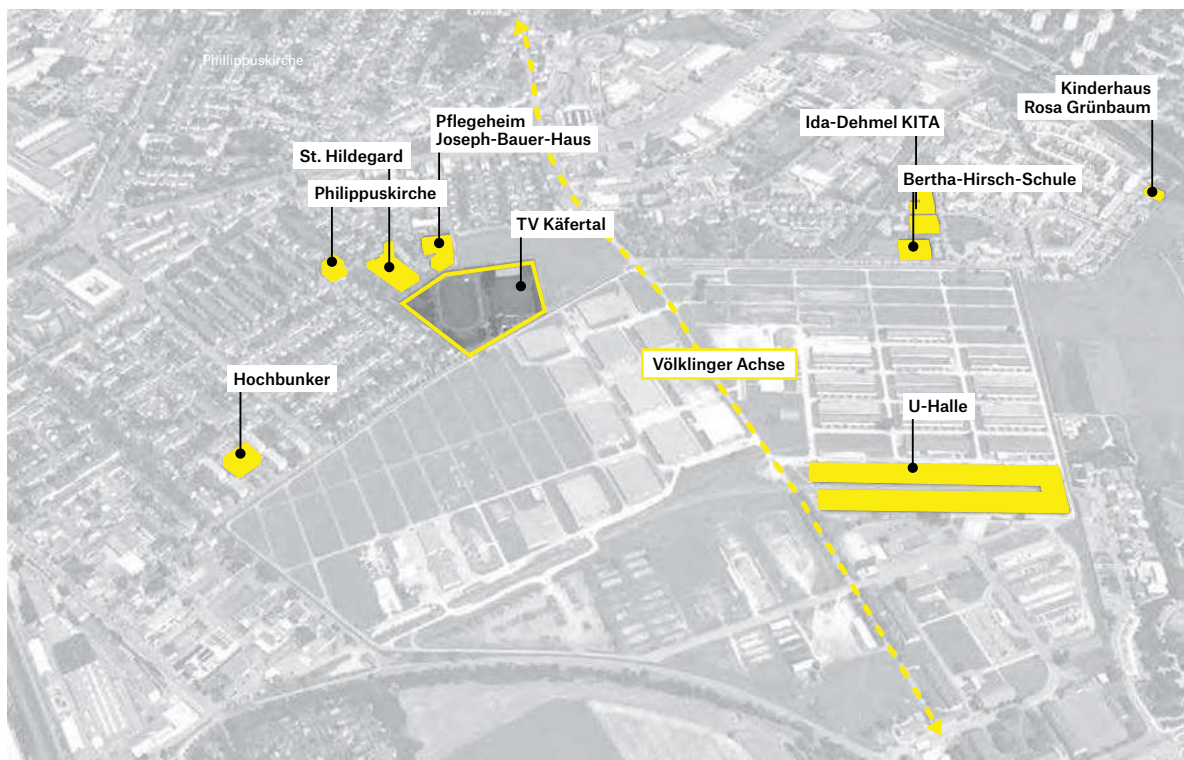 Phillippuskirche
Kinderhaus
Rosa Grünbaum
Pflegeheim
Joseph-Bauer-Haus
Ida-Dehmel KITA
St. Hildegard
Bertha-Hirsch-Schule
Philippuskirche
TV Käfertal
Völklinger Achse
Hochbunker
U-Halle